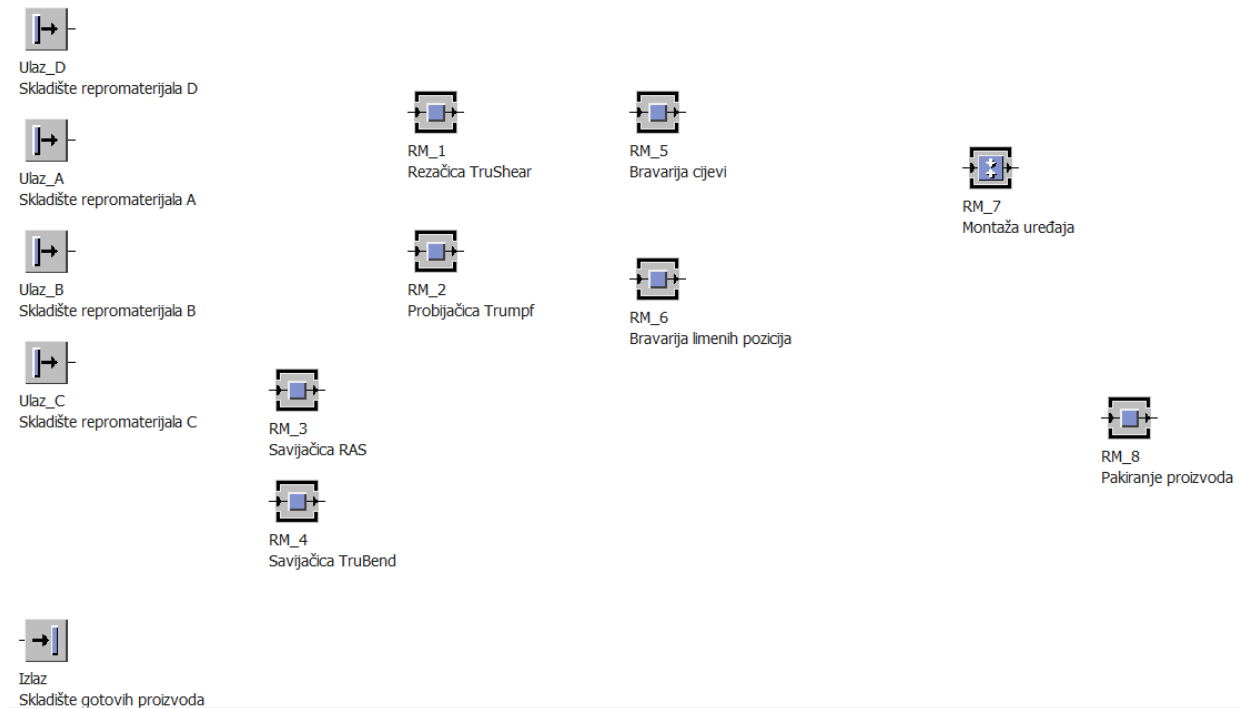 Ulaz_D
Skladište repromaterijala D
Ulaz_A
Skladište repromaterijala A
Ulaz_B
Skladište repromaterijala B
Ulaz_C
Skladište repromaterijala C
RM_1
Rezačica TruShear
RM_5
Bravarija cijevi
RM_7
Montaža uređaja
RM_2
Probijačica Trumpf
RM_6
Bravarija limenih pozicija
RM_3
Savijačica RAS
RM_8
Pakiranje proizvoda
RM_4
Savijačica TruBend
Izlaz
Skladište gotovih proizvoda